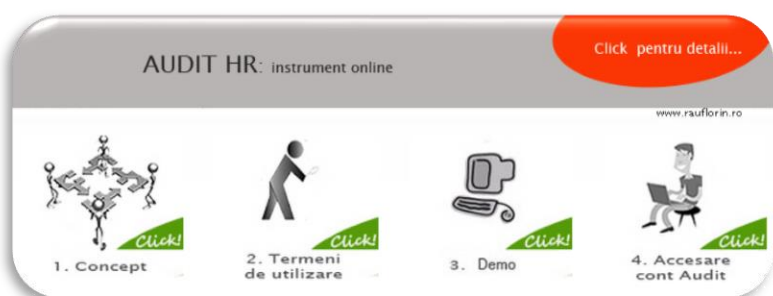 Click pentru detalii...
AUDIT HR: instrument online
www.rauflorin.ro
Click!
Click!
Click!
Click!
1. Concept
2. Termeni
de utilizare
3. Demo
4. Accesare
cont Audit